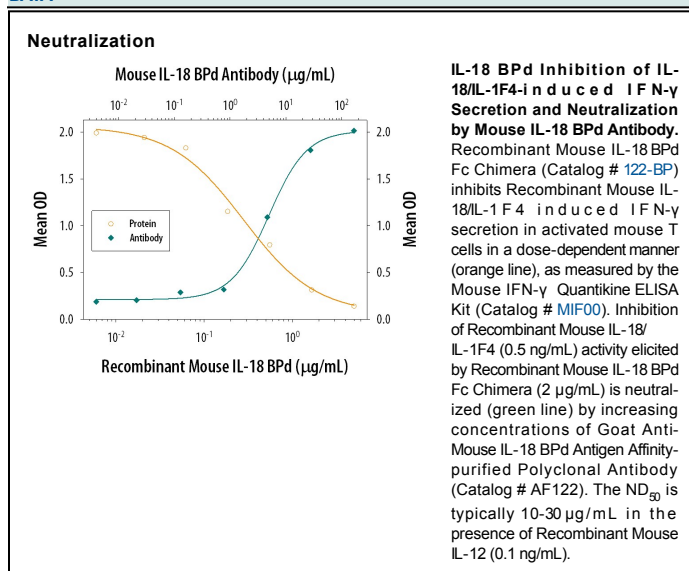 Neutralization
Mouse IL-18 BPd Antibody (µg/mL)
10-2 10-1 100 101 102
2.0 2.0
1.5 1.5
Mean OD Mean OD
1.0 1.0
Protein
Antibody
0.5 0.5
0.0 0.0
10-2 10-1 100
Recombinant Mouse IL-18 BPd (µg/mL)
IL-18 BPd Inhibition of IL-
18/IL-1F4-induced IFN-γ
Secretion and Neutralization
by Mouse IL-18 BPd Antibody.
Recombinant Mouse IL-18 BPd
Fc Chimera (Catalog # 122-BP)
inhibits Recombinant Mouse IL-
18/IL-1F4 induced IFN-γ
secretion in activated mouse T
cells in a dose-dependent manner
(orange line), as measured by the
Mouse IFN-γ Quantikine ELISA
Kit (Catalog # MIF00). Inhibition
of Recombinant Mouse IL-18/
IL-1F4 (0.5 ng/mL) activity elicited
by Recombinant Mouse IL-18 BPd
Fc Chimera (2 µg/mL) is neutral-
ized (green line) by increasing
concentrations of Goat Anti-
Mouse IL-18 BPd Antigen Affinity-
purified Polyclonal Antibody
(Catalog # AF122). The ND50 is
typically 10-30 µg/mL in the
presence of Recombinant Mouse
IL-12 (0.1 ng/mL).